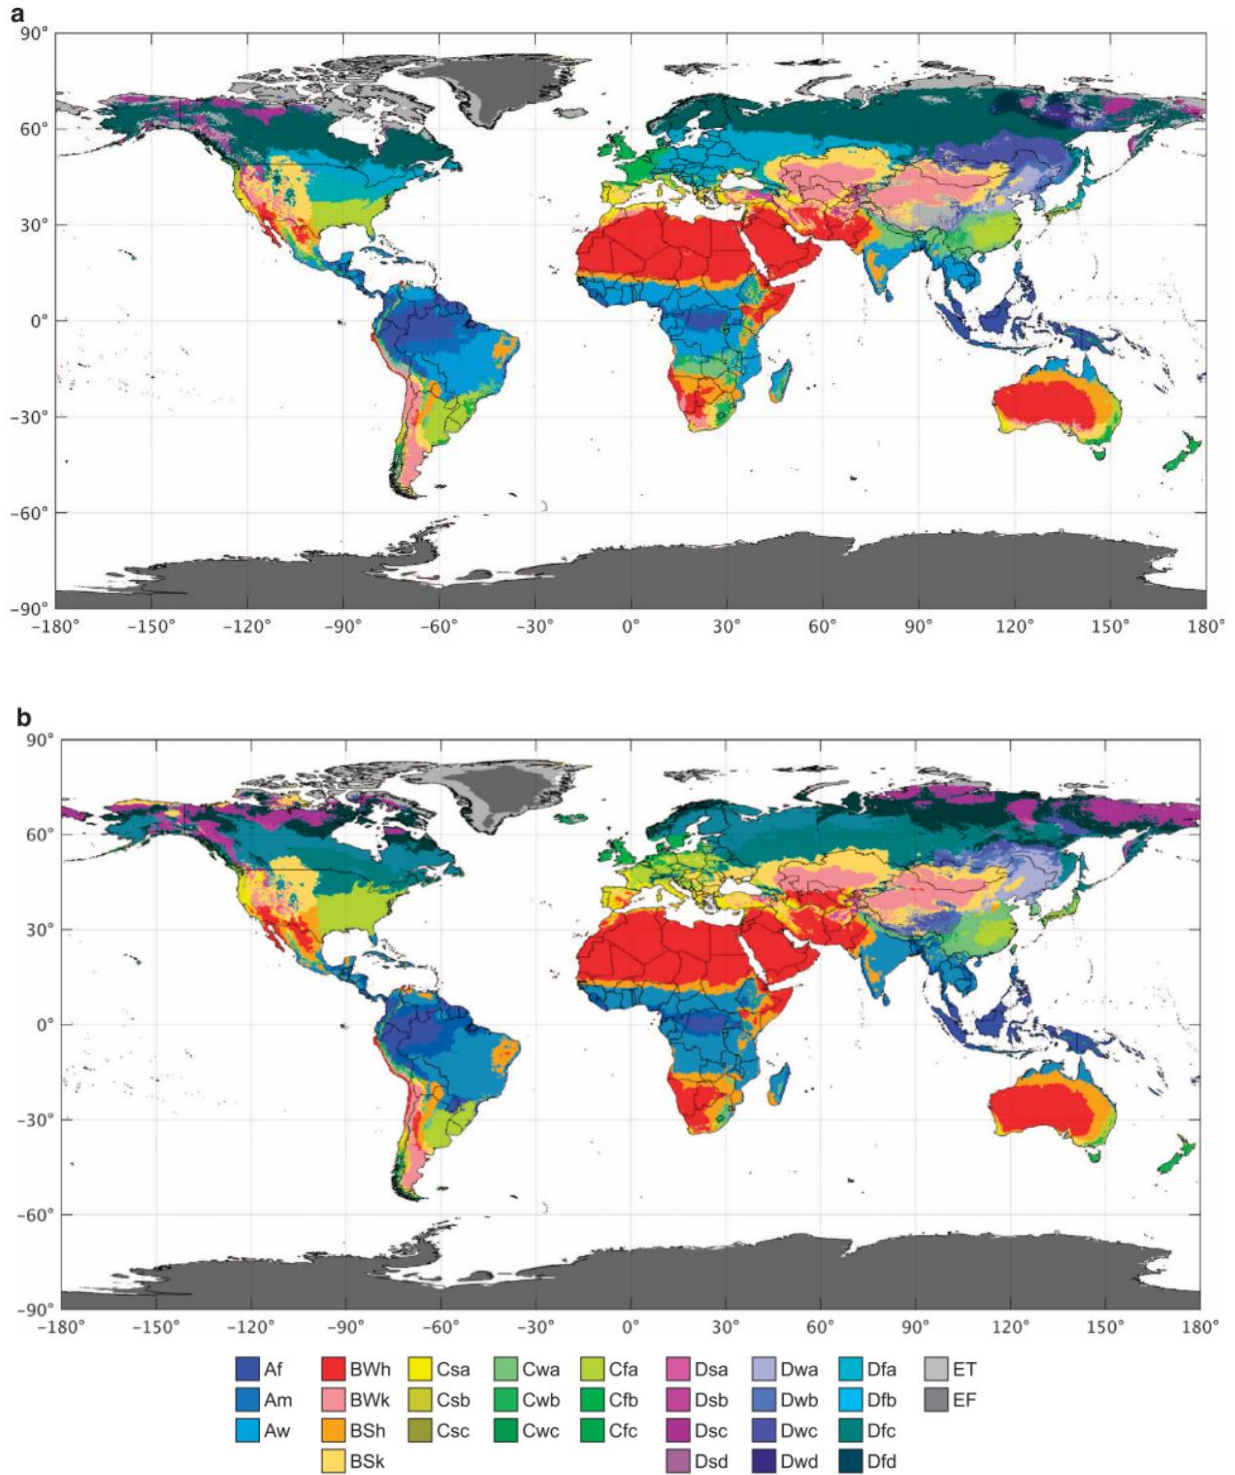 a
90°
60°
30°
0°
−30°
−60°
−90°
−180° −150° −120° −90° −60° −30° 0° 30° 60° 90° 120° 150° 180°
b
90°
60°
30°
0°
−30°
−60°
−90°
−180° −150° −120° −90° −60° −30° 0° 30° 60° 90° 120° 150° 180°
Af BWh Csa Cwa Cfa Dsa Dwa Dfa ET
Am BWk Csb Cwb Cfb Dsb Dwb Dfb EF
Aw BSh Csc Cwc Cfc Dsc Dwc Dfc
BSk Dsd Dwd Dfd